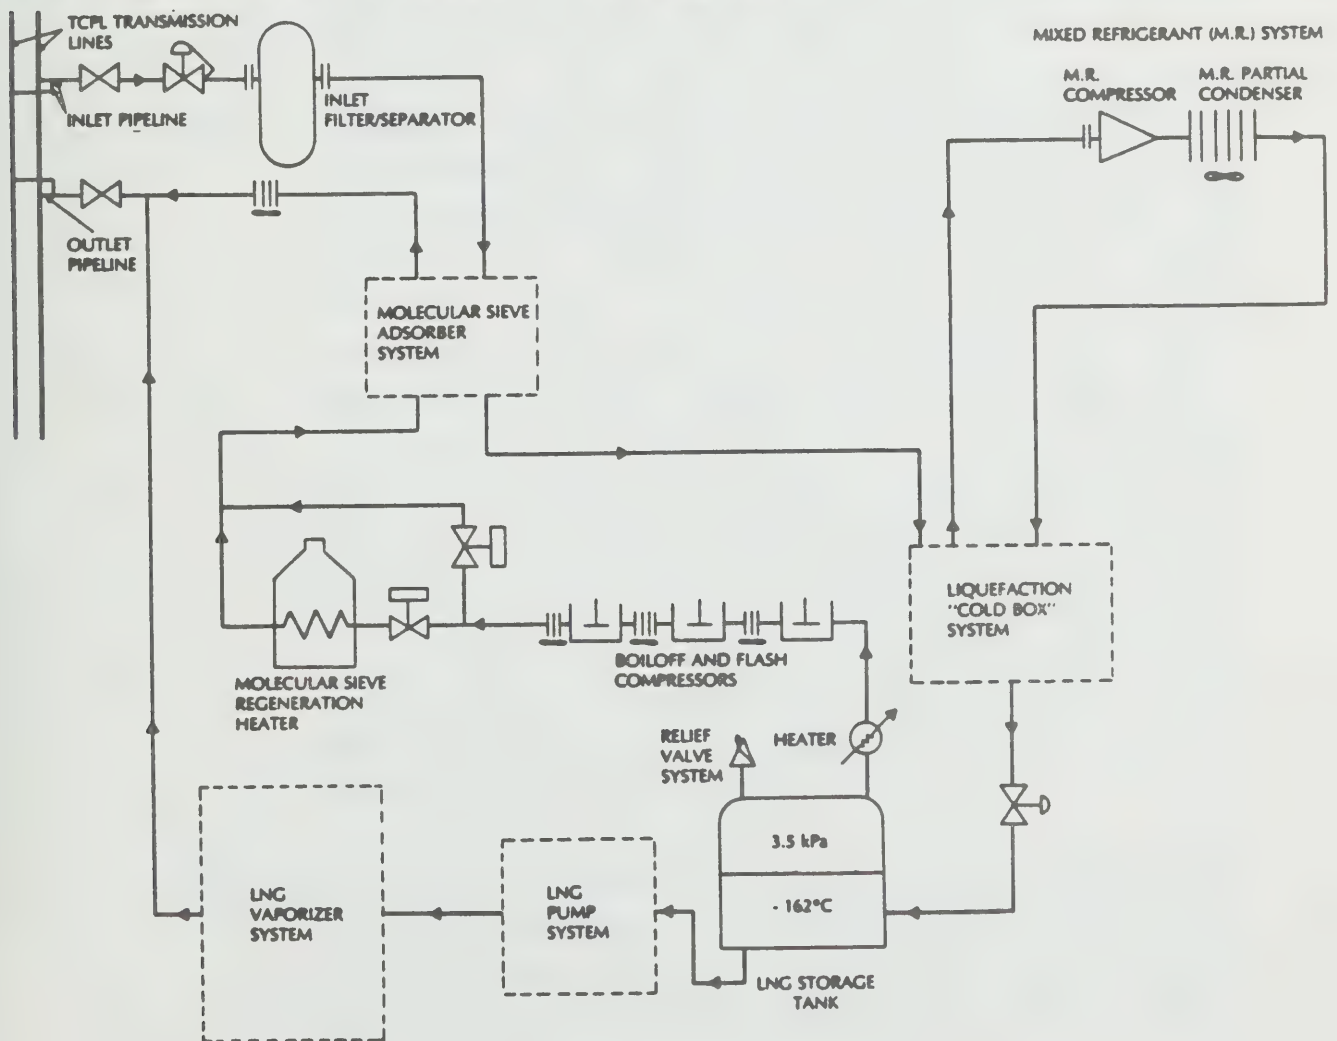 TCPL TRANSMISSION
LINES
INLET PIPELINE
INLET
FILTER/SEPARATOR
OUTLET
PIPELINE
MIXED REFRIGERANT (M.R.) SYSTEM
M.R.
COMPRESSOR
M.R. PARTIAL
CONDENSER
MOLECULAR SIEVE
ADSORBER
SYSTEM
LIQUEFACTION
"COLD BOX"
SYSTEM
BOILOFF AND FLASH
COMPRESSORS
MOLECULAR SIEVE
REGENERATION
HEATER
RELIEF
VALVE
SYSTEM
HEATER
3.5 kPa
- 162°C
LNG STORAGE
TANK
LNG
PUMP
SYSTEM
LNG
VAPORIZER
SYSTEM